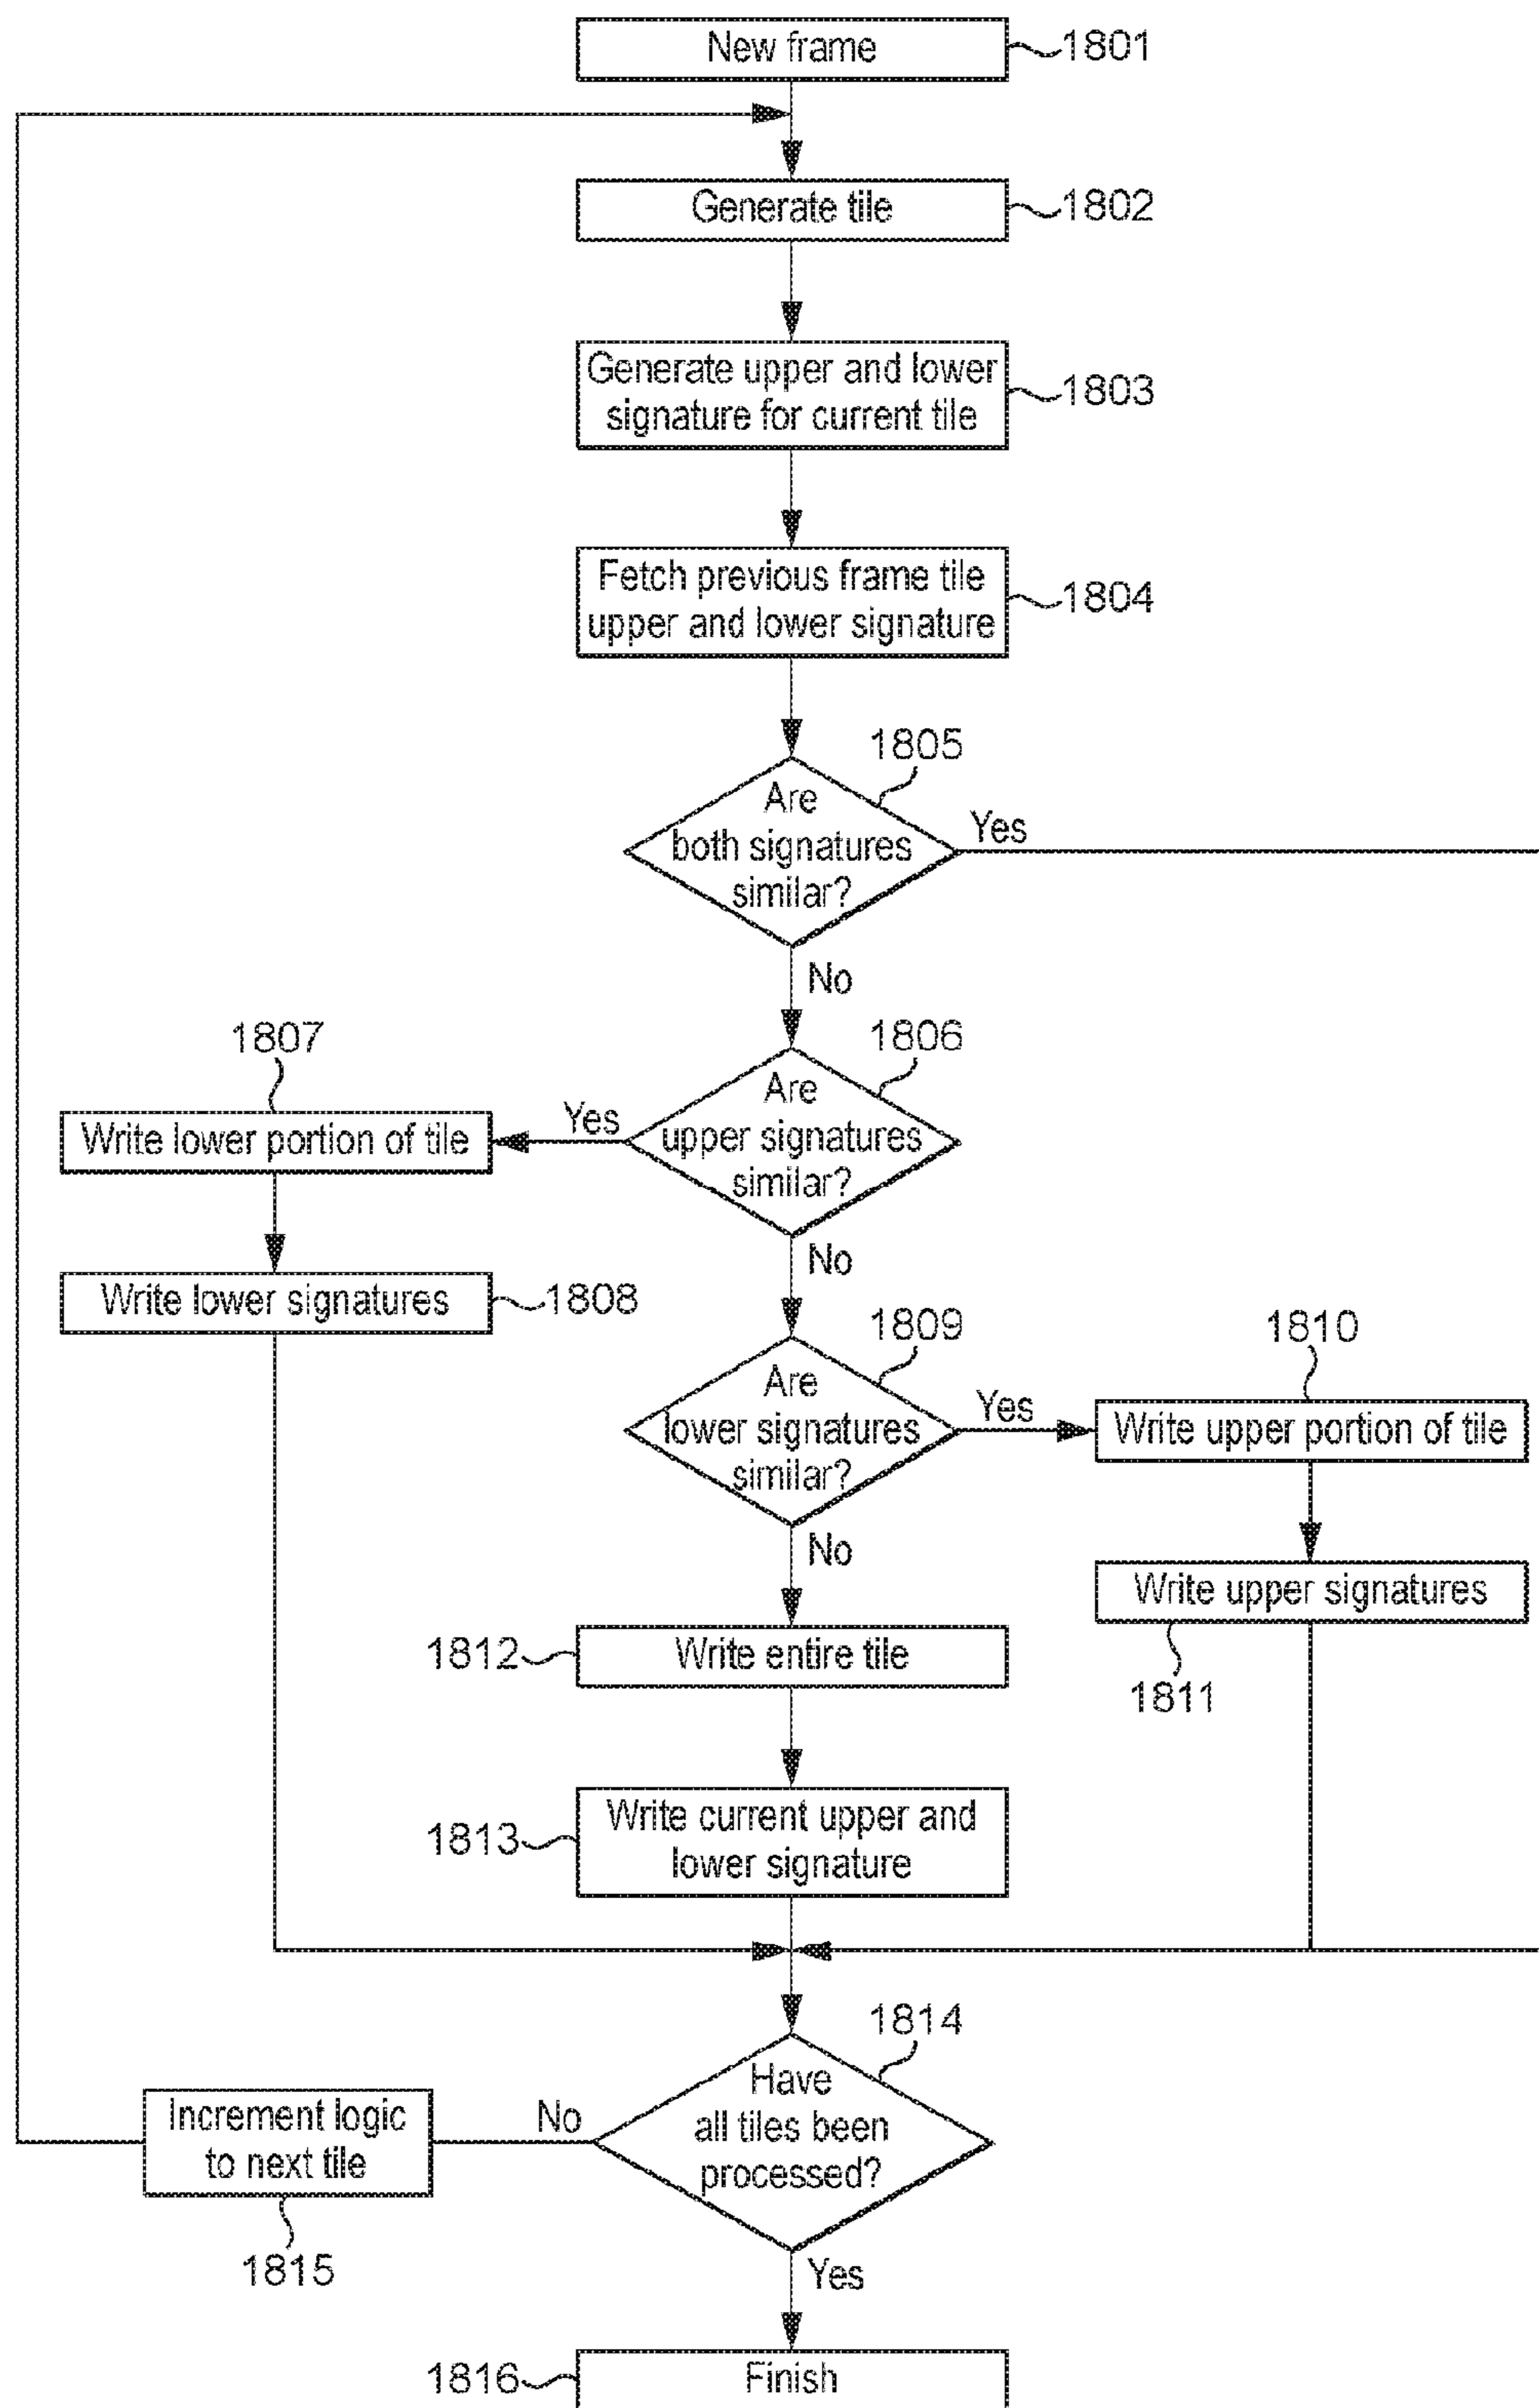 New frame
1801
Generate tile
1802
Generate upper and lower
signature for current tile
1803
Fetch previous frame tile
upper and lower signature
1804
1805
Are
both signatures
similar?
Yes
No
1806
Are
upper signatures
similar?
Yes
1807
Write lower portion of tile
Write lower signatures
1808
No
1809
Are
lower signatures
similar?
Yes
1810
Write upper portion of tile
Write upper signatures
1811
No
1812
Write entire tile
1813
Write current upper and
lower signature
1814
Have
all tiles been
processed?
No
Increment logic
to next tile
1815
Yes
1816
Finish